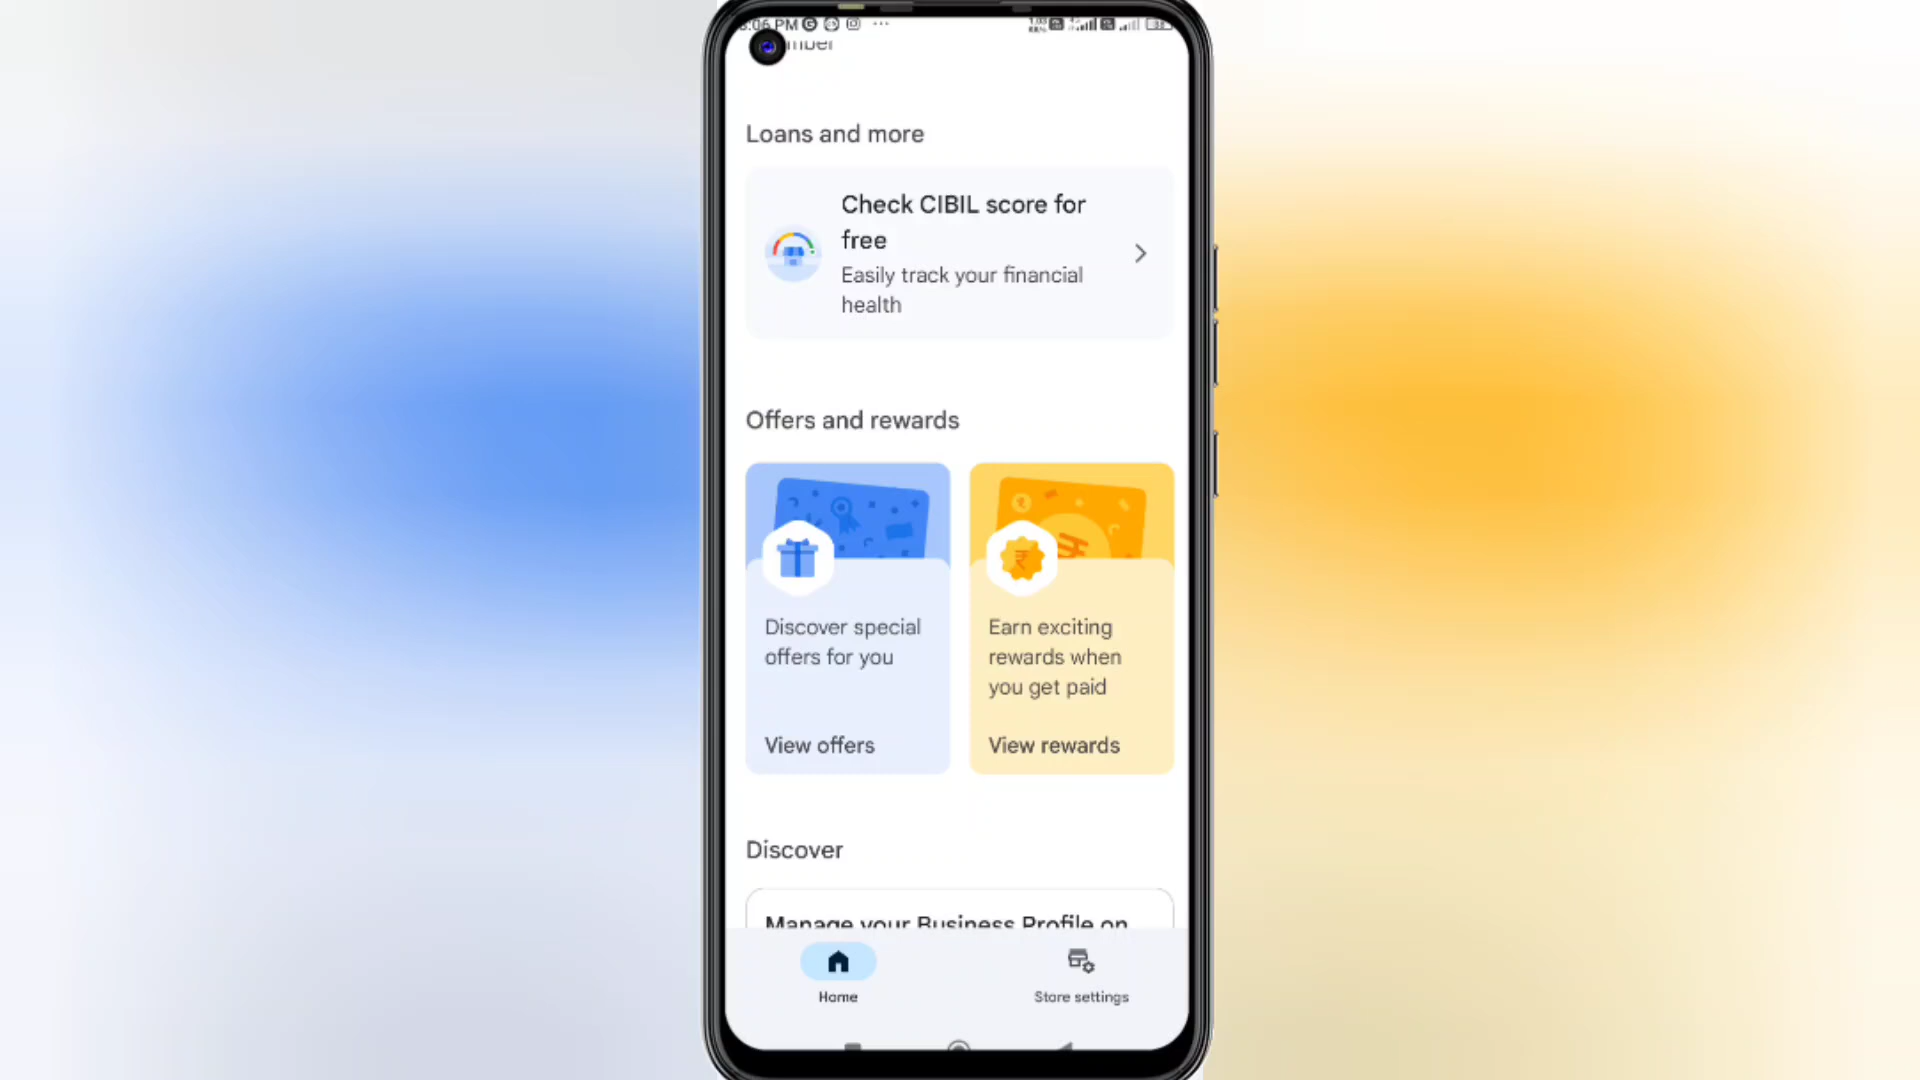 :06 PM
Loans and more
Check CIBIL score for
free
Easily track your financial
health
Offers and rewards
Discover special
offers for you
View offers
Earn exciting
rewards when
you get paid
View rewards
Discover
Manage your Business Profile on
Home
Store settings